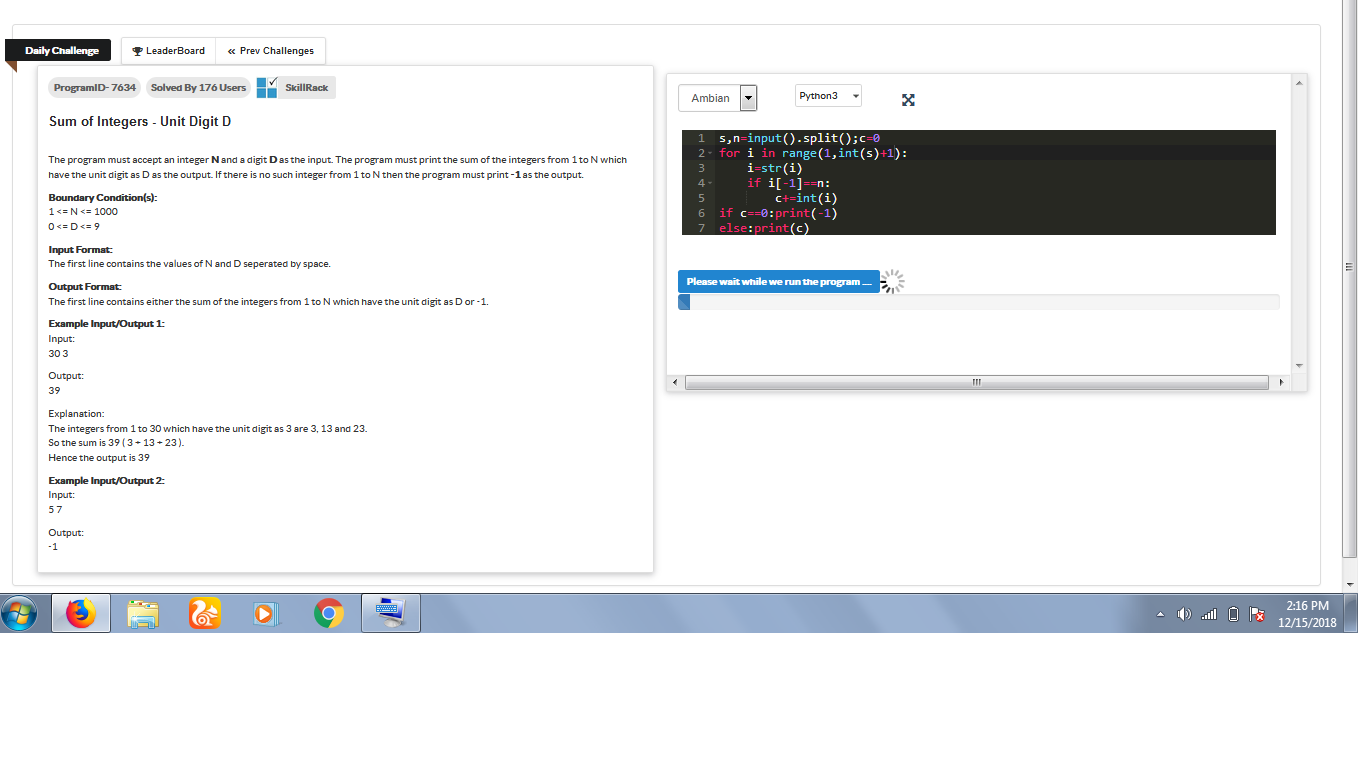 Daily Challenge
LeaderBoard
« Prev Challenges
ProgramID- 7634
Solved By 176 Users
SkillRack
Sum of Integers - Unit Digit D
The program must accept an integer N and a digit D as the input. The program must print the sum of the integers from 1 to N which
have the unit digit as D as the output. If there is no such integer from 1 to N then the program must print -1 as the output.
Boundary Condition(s):
1 <= N <= 1000
0 <= D <= 9
Input Format:
The first line contains the values of N and D seperated by space.
Output Format:
The first line contains either the sum of the integers from 1 to N which have the unit digit as D or -1.
Example Input/Output 1:
Input:
30 3
Output:
39
Explanation:
The integers from 1 to 30 which have the unit digit as 3 are 3, 13 and 23.
So the sum is 39 ( 3 + 13 + 23 ).
Hence the output is 39
Example Input/Output 2:
Input:
5 7
Output:
-1
Ambian
Python3
1 s,n=input().split();c=0
2 for i in range(1,int(s)+1):
3 i=str(i)
4 if i[-1]==n:
5 c+=int(i)
6 if c==0:print(-1)
7 else:print(c)
Please wait while we run the program ...
2:16 PM
12/15/2018